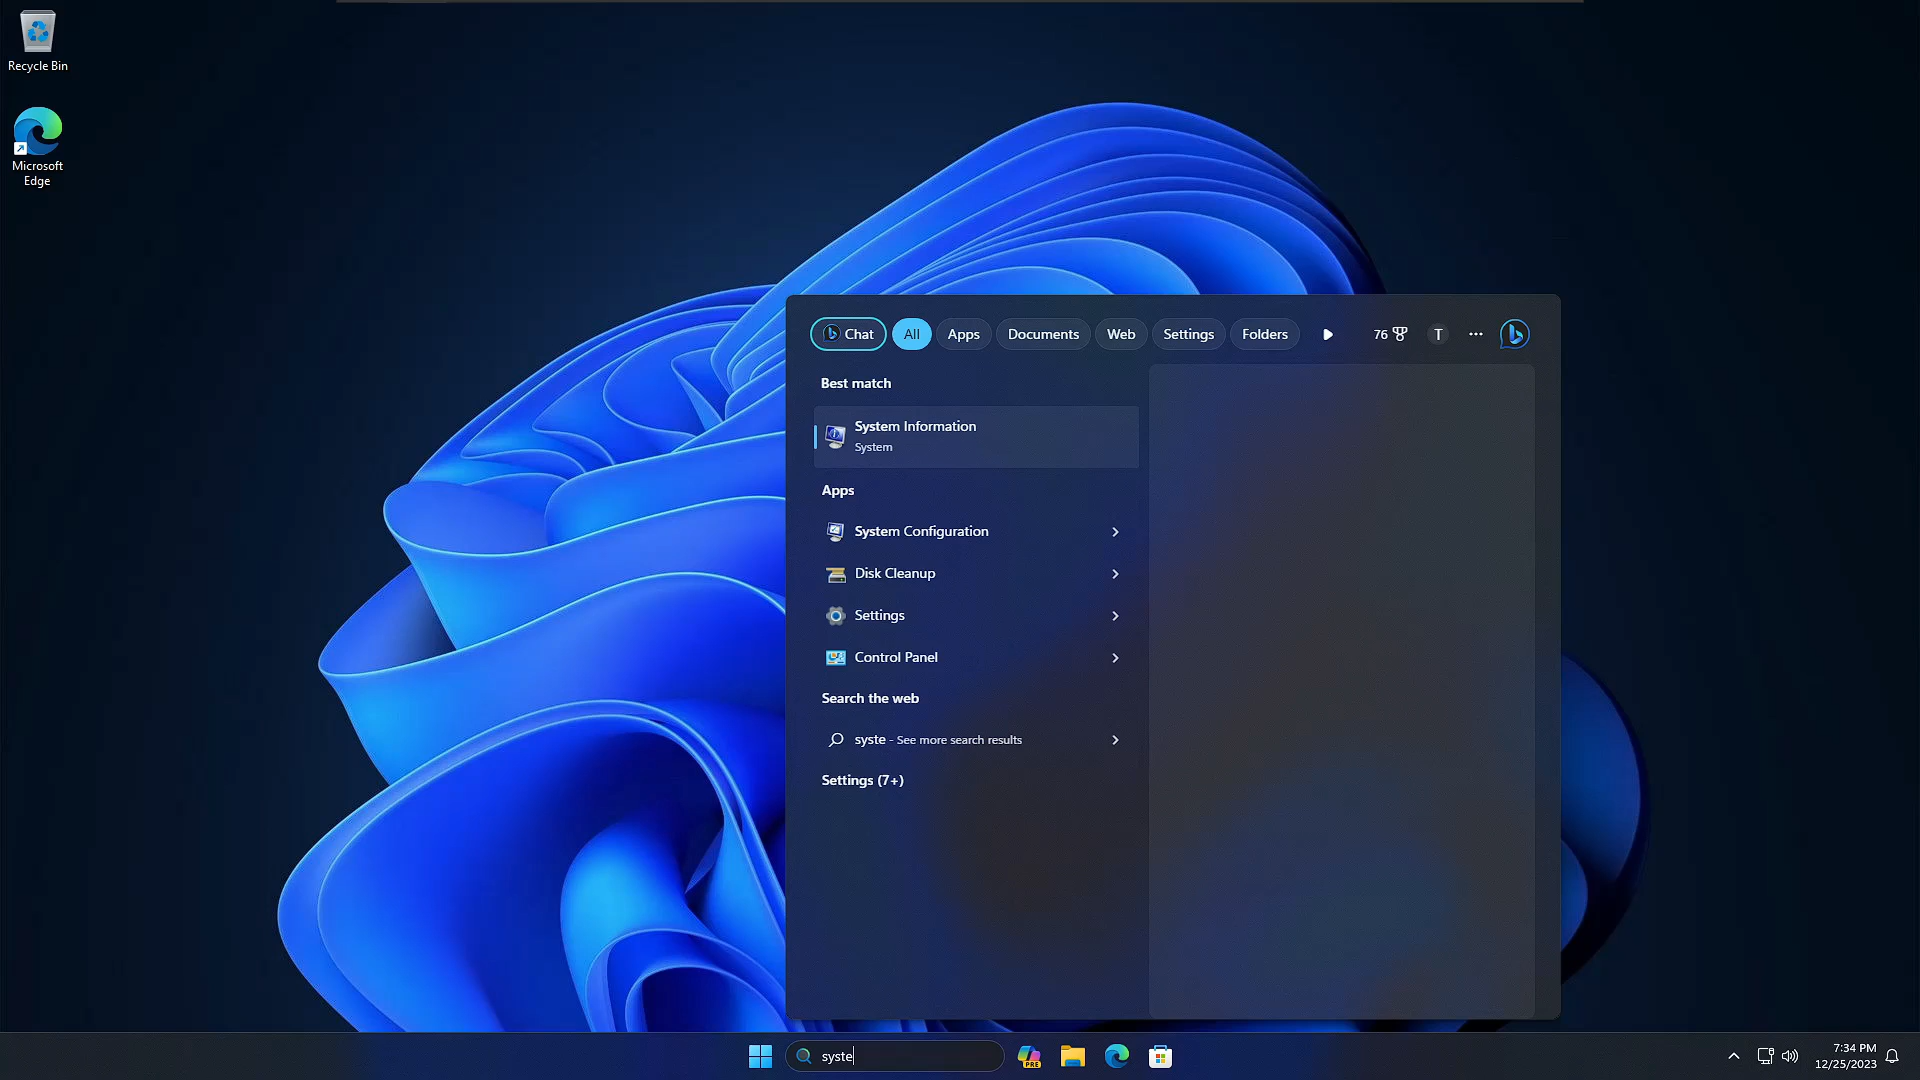 Recycle Bin
Microsoft
Edge
Chat
All
Apps
Documents
Web
Settings
Folders
76
T
Best match
System Information
System
Apps
System Configuration
Disk Cleanup
Settings
Control Panel
Search the web
syste - See more search results
Settings (7+)
syste
PRE
7:34 PM
12/25/2023